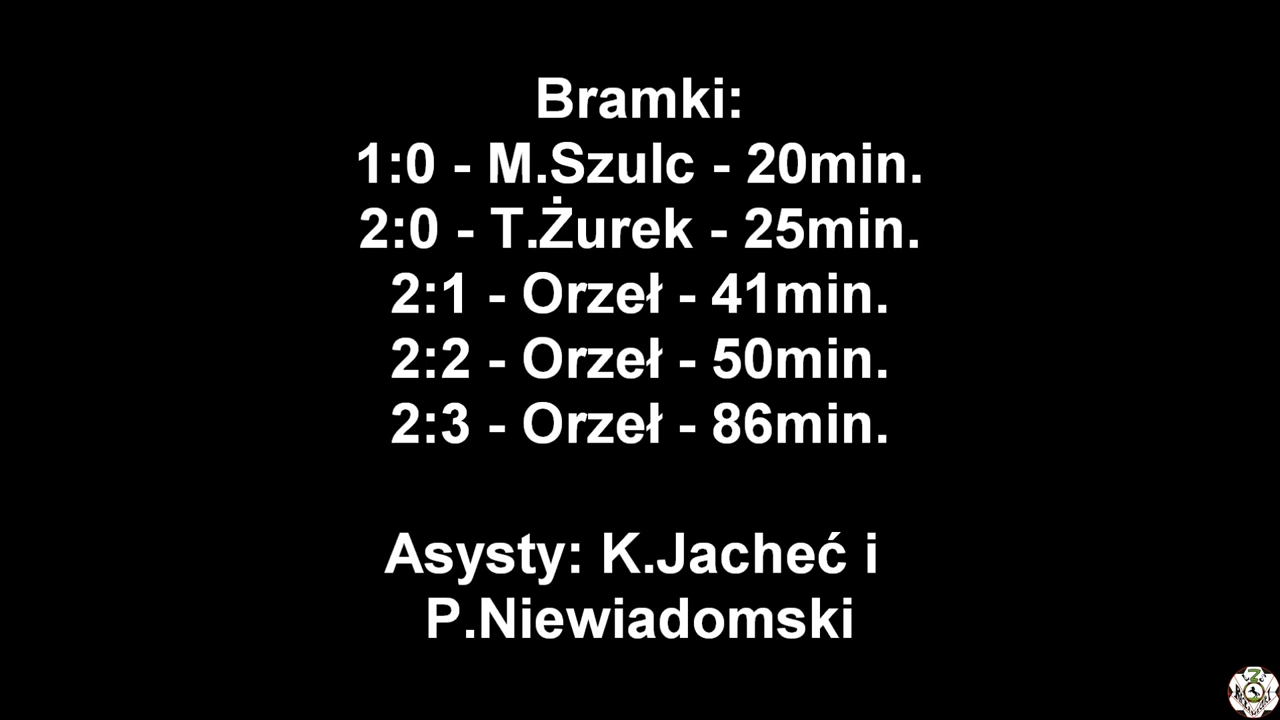 Bramki:
1:0 - M.Szulc - 20min.
2:0 - T.Żurek - 25min.
2:1 - Orzeł - 41min.
2:2 - Orzeł - 50min.
2:3 - Orzeł - 86min.
Asysty: K.Jacheć i
P.Niewiadomski